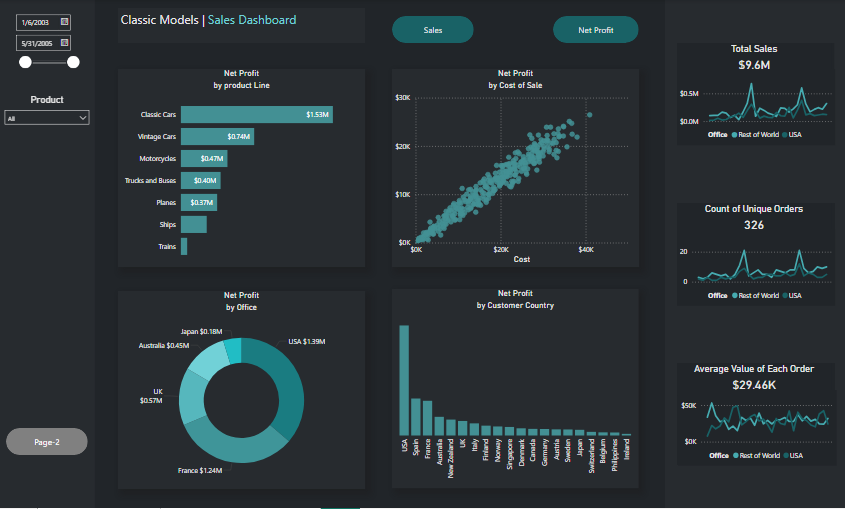 1/6/2003
5/31/2005
Product
All
Page-2
Classic Models | Sales Dashboard
Sales
Net Profit
Net Profit
by product Line
Classic Cars
$1.53M
Vintage Cars
$0.74M
Motorcycles
$0.47M
Trucks and Buses
$0.40M
Planes
$0.37M
Ships
Trains
Net Profit
by Cost of Sale
$30K
$20K
$10K
$0K
$0K
$20K
$40K
Cost
Net Profit
by Office
Japan $0.18M
Australia $0.45M
USA $1.39M
UK
$0.57M
France $1.24M
Net Profit
by Customer Country
USA
Spain
France
Australia
New Zealand
UK
Italy
Finland
Norway
Singapore
Denmark
Canada
Germany
Austria
Sweden
Japan
Switzerland
Belgium
Philippines
Ireland
Total Sales
$9.6M
$0.5M
$0.0M
Office Rest of World USA
Count of Unique Orders
326
20
0
Office Rest of World USA
Average Value of Each Order
$29.46K
$50K
$0K
Office Rest of World USA